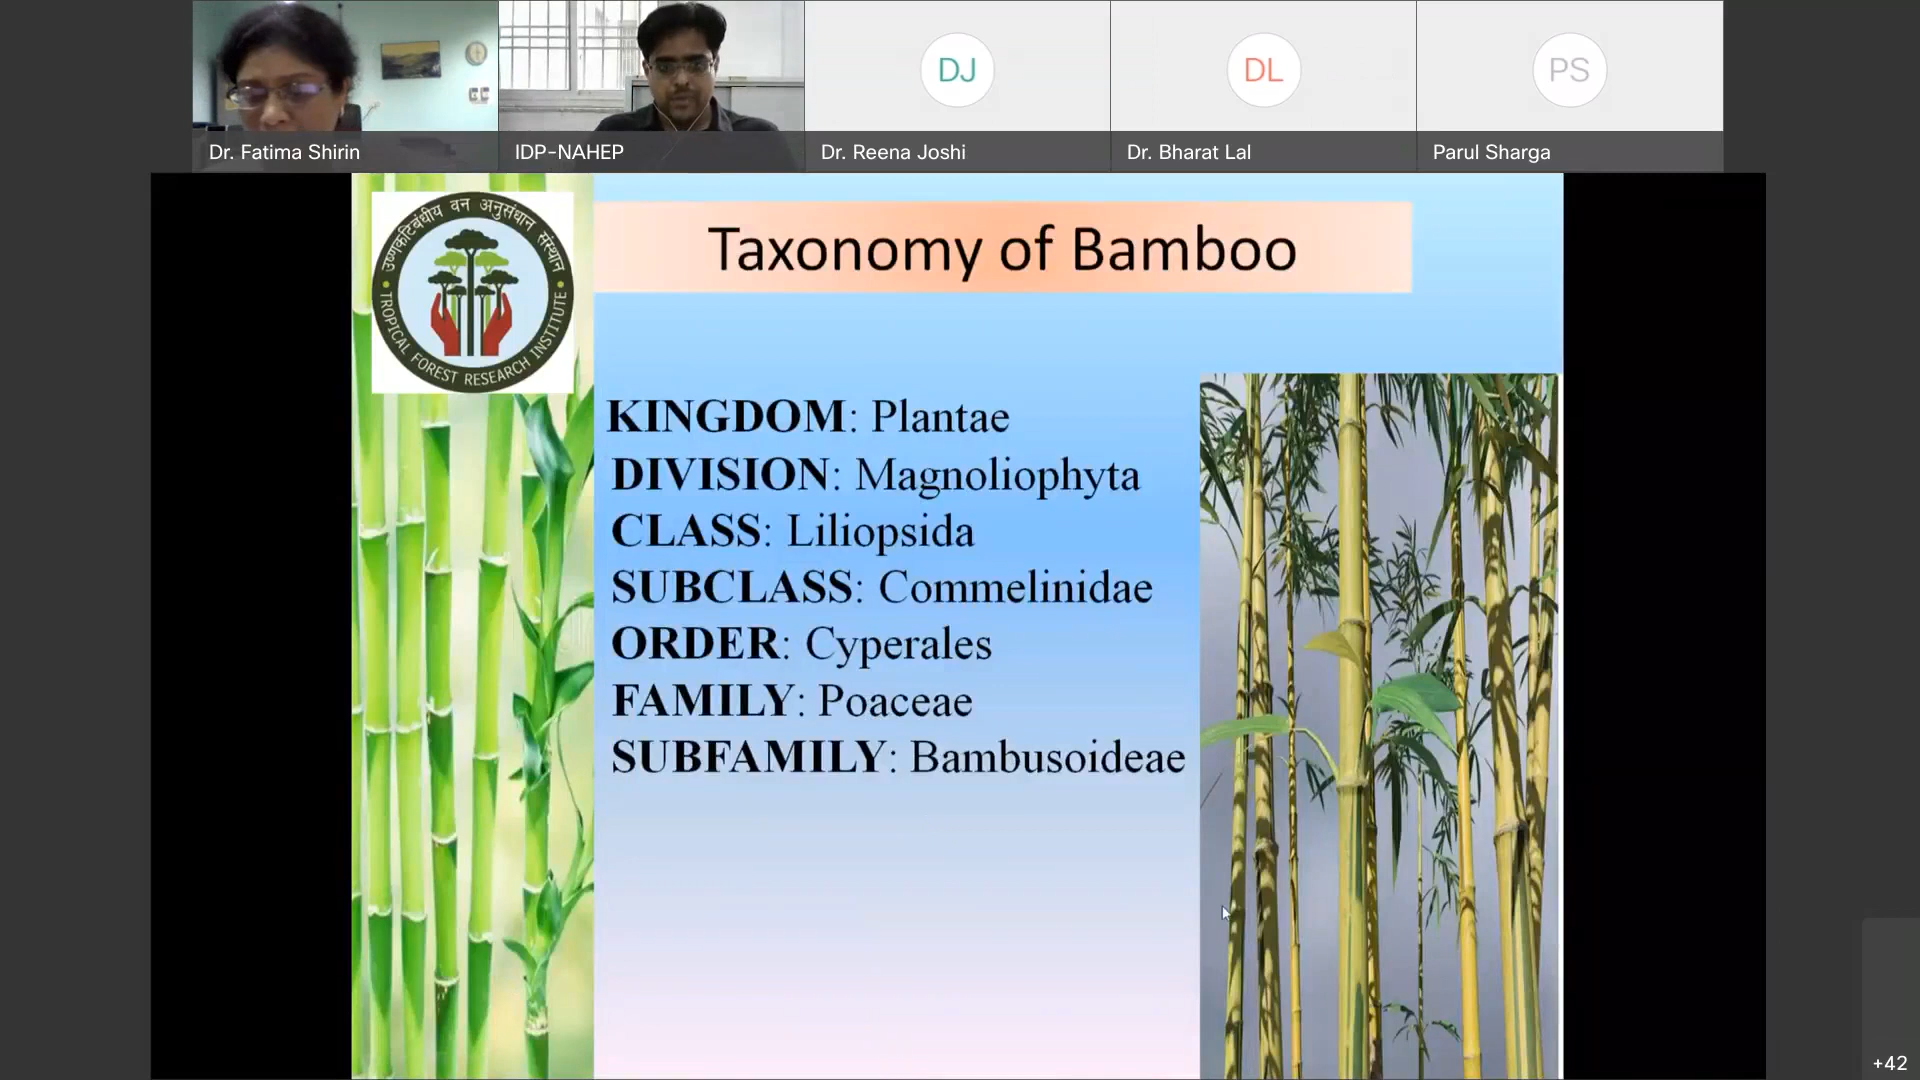 DJ
DL
PS
Dr. Fatima Shirin
IDP-NAHEP
Dr. Reena Joshi
Dr. Bharat Lal
Parul Sharga
उष्णकटिबंधीय वन अनुसंधान संस्थान
TROPICAL FOREST RESEARCH INSTITUTE
Taxonomy of Bamboo
KINGDOM: Plantae
DIVISION: Magnoliophyta
CLASS: Liliopsida
SUBCLASS: Commelinidae
ORDER: Cyperales
FAMILY: Poaceae
SUBFAMILY: Bambusoideae
+42